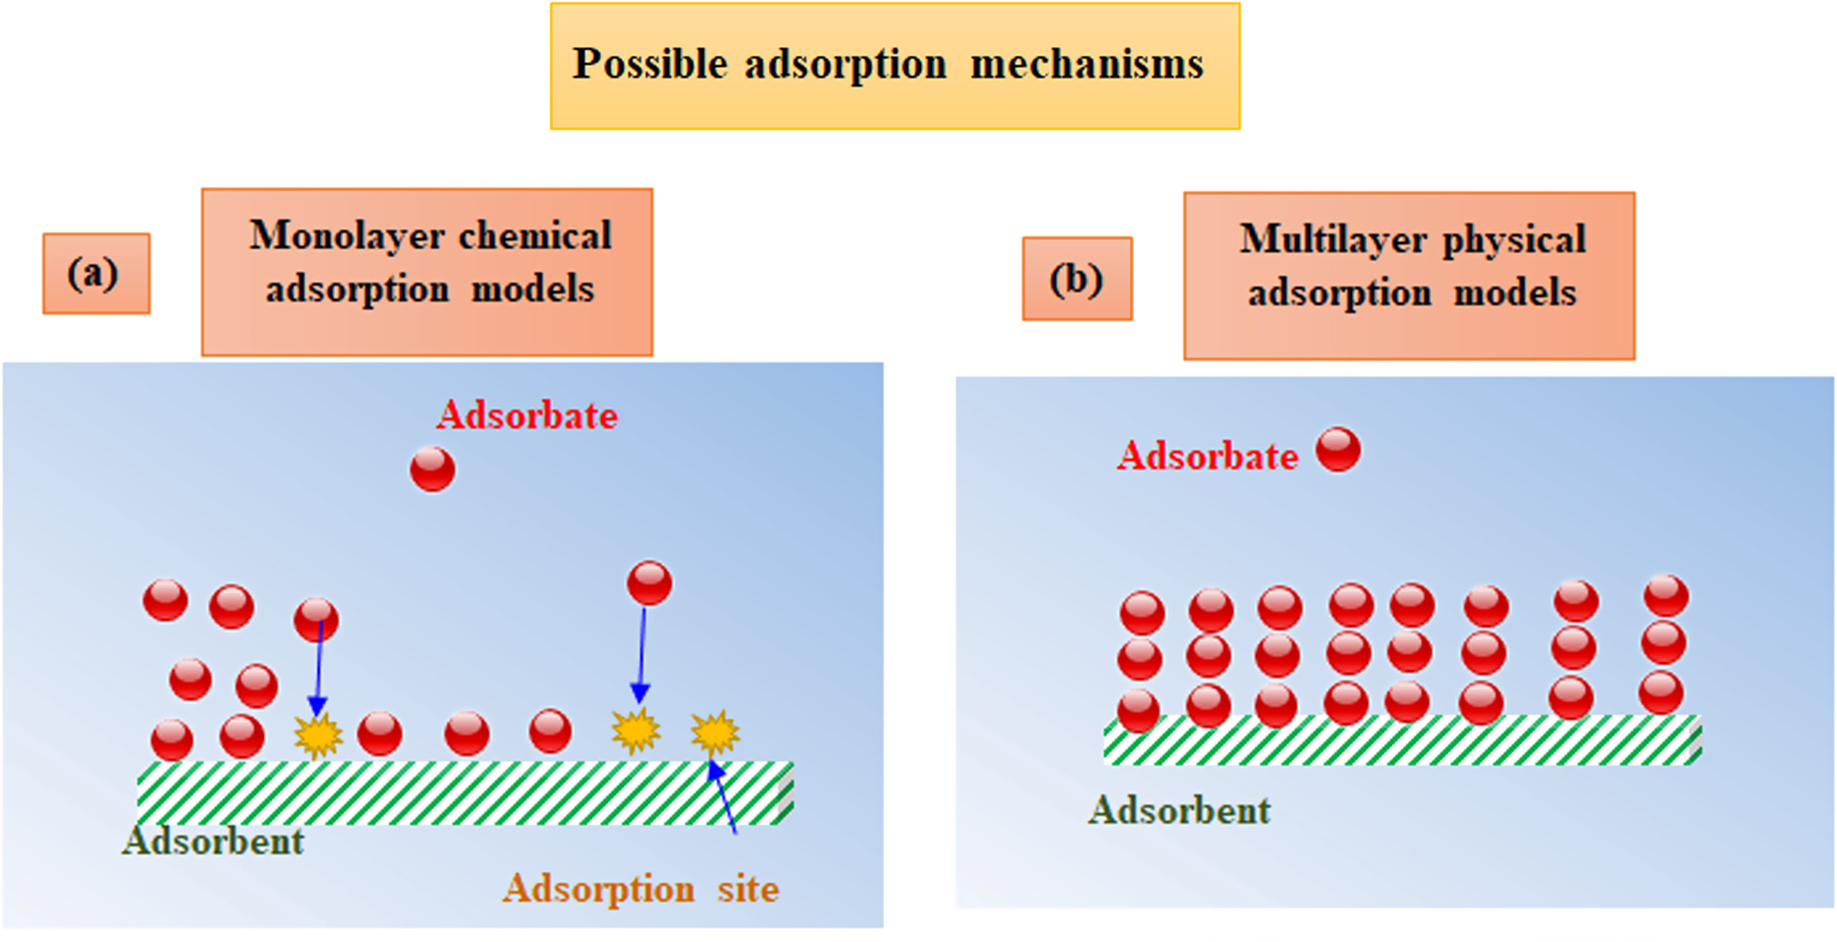 Possible adsorption mechanisms
(a)
Monolayer chemical
adsorption models
Adsorbate
Adsorbent
Adsorption site
(b)
Multilayer physical
adsorption models
Adsorbate
Adsorbent